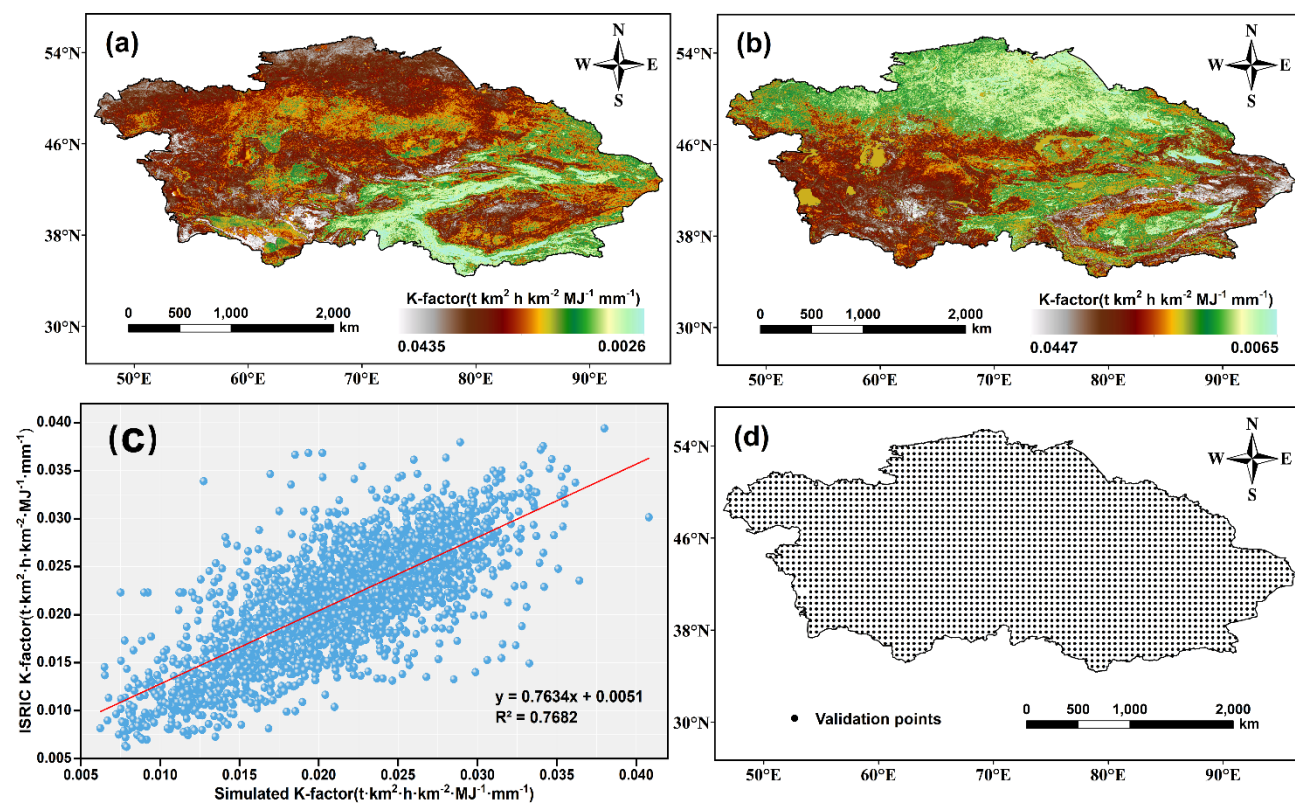 (a)
N
W E
S
54°N
46°N
38°N
30°N
K-factor(t km² h km⁻² MJ⁻¹ mm⁻¹)
0 500 1,000 2,000
km
0.0435 0.0026
50°E 60°E 70°E 80°E 90°E
(b)
N
W E
S
54°N
46°N
38°N
30°N
K-factor(t km² h km⁻² MJ⁻¹ mm⁻¹)
0 500 1,000 2,000
km
0.0447 0.0065
50°E 60°E 70°E 80°E 90°E
(c)
ISRIC K-factor(t·km²·h·km⁻²·MJ⁻¹·mm⁻¹)
0.040
0.035
0.030
0.025
0.020
0.015
0.010
0.005
y = 0.7634x + 0.0051
R² = 0.7682
0.005 0.010 0.015 0.020 0.025 0.030 0.035 0.040
Simulated K-factor(t·km²·h·km⁻²·MJ⁻¹·mm⁻¹)
(d)
N
W E
S
54°N
46°N
38°N
30°N
Validation points
0 500 1,000 2,000
km
50°E 60°E 70°E 80°E 90°E